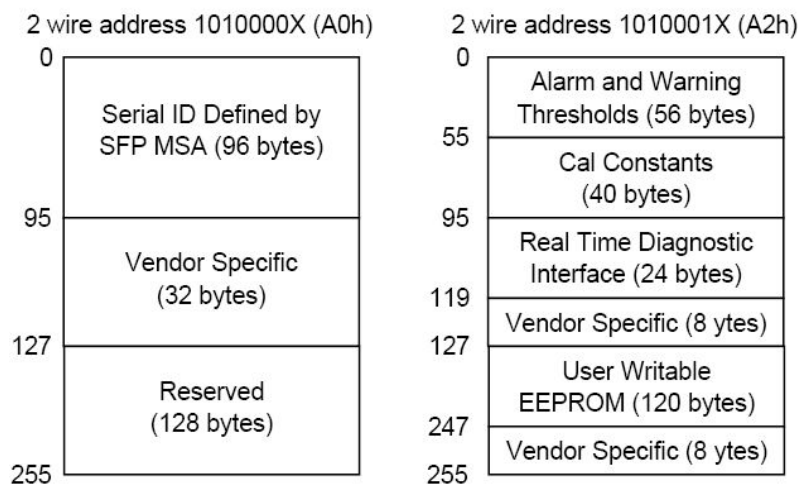 2 wire address 1010000X (A0h)
0
Serial ID Defined by
SFP MSA (96 bytes)
95
Vendor Specific
(32 bytes)
127
Reserved
(128 bytes)
255
2 wire address 1010001X (A2h)
0
Alarm and Warning
Thresholds (56 bytes)
55
Cal Constants
(40 bytes)
95
Real Time Diagnostic
Interface (24 bytes)
119
Vendor Specific (8 ytes)
127
User Writable
EEPROM (120 bytes)
247
Vendor Specific (8 ytes)
255